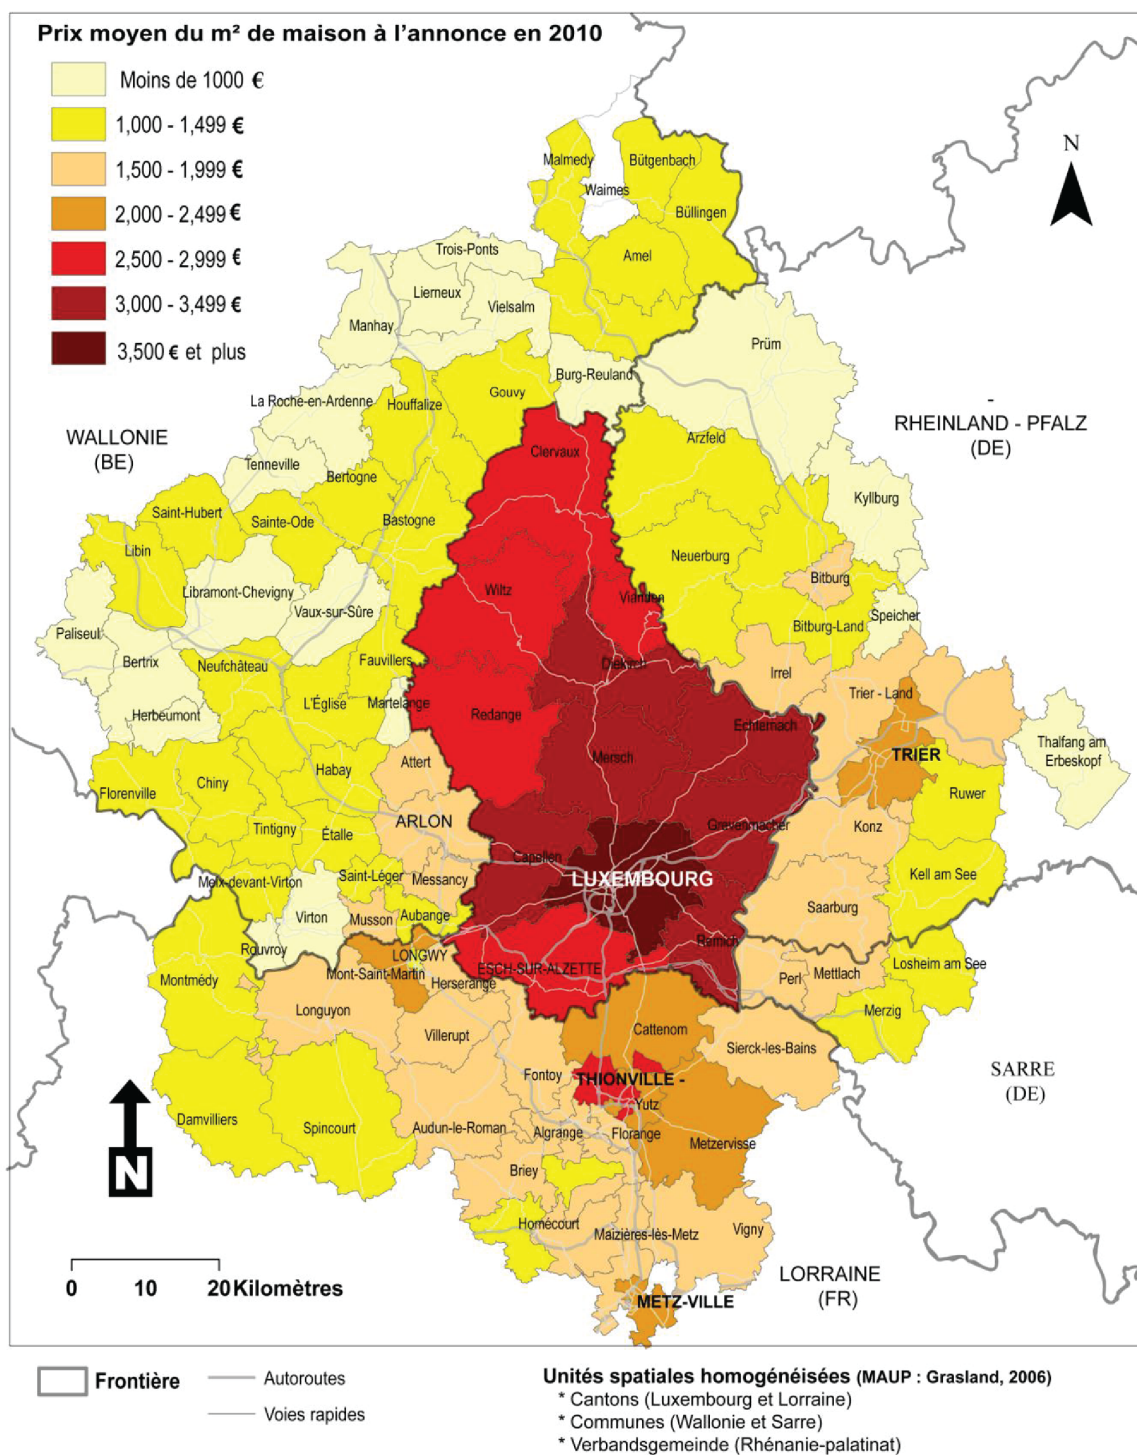 Prix moyen du m² de maison à l'annonce en 2010
Moins de 1000 €
1,000 - 1,499 €
1,500 - 1,999 €
2,000 - 2,499 €
2,500 - 2,999 €
3,000 - 3,499 €
3,500 € et plus
N
Malmedy
Bütgenbach
Waimes
Büllingen
Amel
Trois-Ponts
Lierneux
Vielsalm
Manhay
Prüm
Burg-Reuland
Gouvy
La Roche-en-Ardenne
Houffalize
WALLONIE
(BE)
-
RHEINLAND - PFALZ
(DE)
Arzfeld
Clervaux
Tenneville
Bertogne
Kyllburg
Saint-Hubert
Sainte-Ode
Bastogne
Libin
Neuerburg
Bitburg
Libramont-Chevigny
Wiltz
Vianden
Vaux-sur-Sûre
Speicher
Bitburg-Land
Paliseul
Bertrix
Neufchâteau
Fauvillers
Diekirch
Irrel
Trier - Land
L'Église
Martelange
Herbeumont
Redange
Echternach
Thalfang am
Erbeskopf
TRIER
Mersch
Attert
Habay
Chiny
Florenville
Ruwer
ARLON
Grevenmacher
Konz
Tintigny
Étalle
Capellen
LUXEMBOURG
Kell am See
Saint-Léger
Messancy
Meix-devant-Virton
Saarburg
Virton
Musson
Aubange
Remich
Rouvroy
LONGWY
Mont-Saint-Martin
ESCH-SUR-ALZETTE
Losheim am See
Montmédy
Herserange
Perl
Mettlach
Longuyon
Merzig
Villerupt
Cattenom
Sierck-les-Bains
SARRE
(DE)
Fontoy
THIONVILLE -
Yutz
Damvilliers
Spincourt
Audun-le-Roman
Algrange
Florange
Metzervisse
N
Briey
Homécourt
Maizières-lès-Metz
Vigny
LORRAINE
(FR)
METZ-VILLE
0 10 20 Kilomètres
Frontière
Autoroutes
Voies rapides
Unités spatiales homogénéisées (MAUP : Grasland, 2006)
* Cantons (Luxembourg et Lorraine)
* Communes (Wallonie et Sarre)
* Verbandsgemeinde (Rhénanie-palatinat)